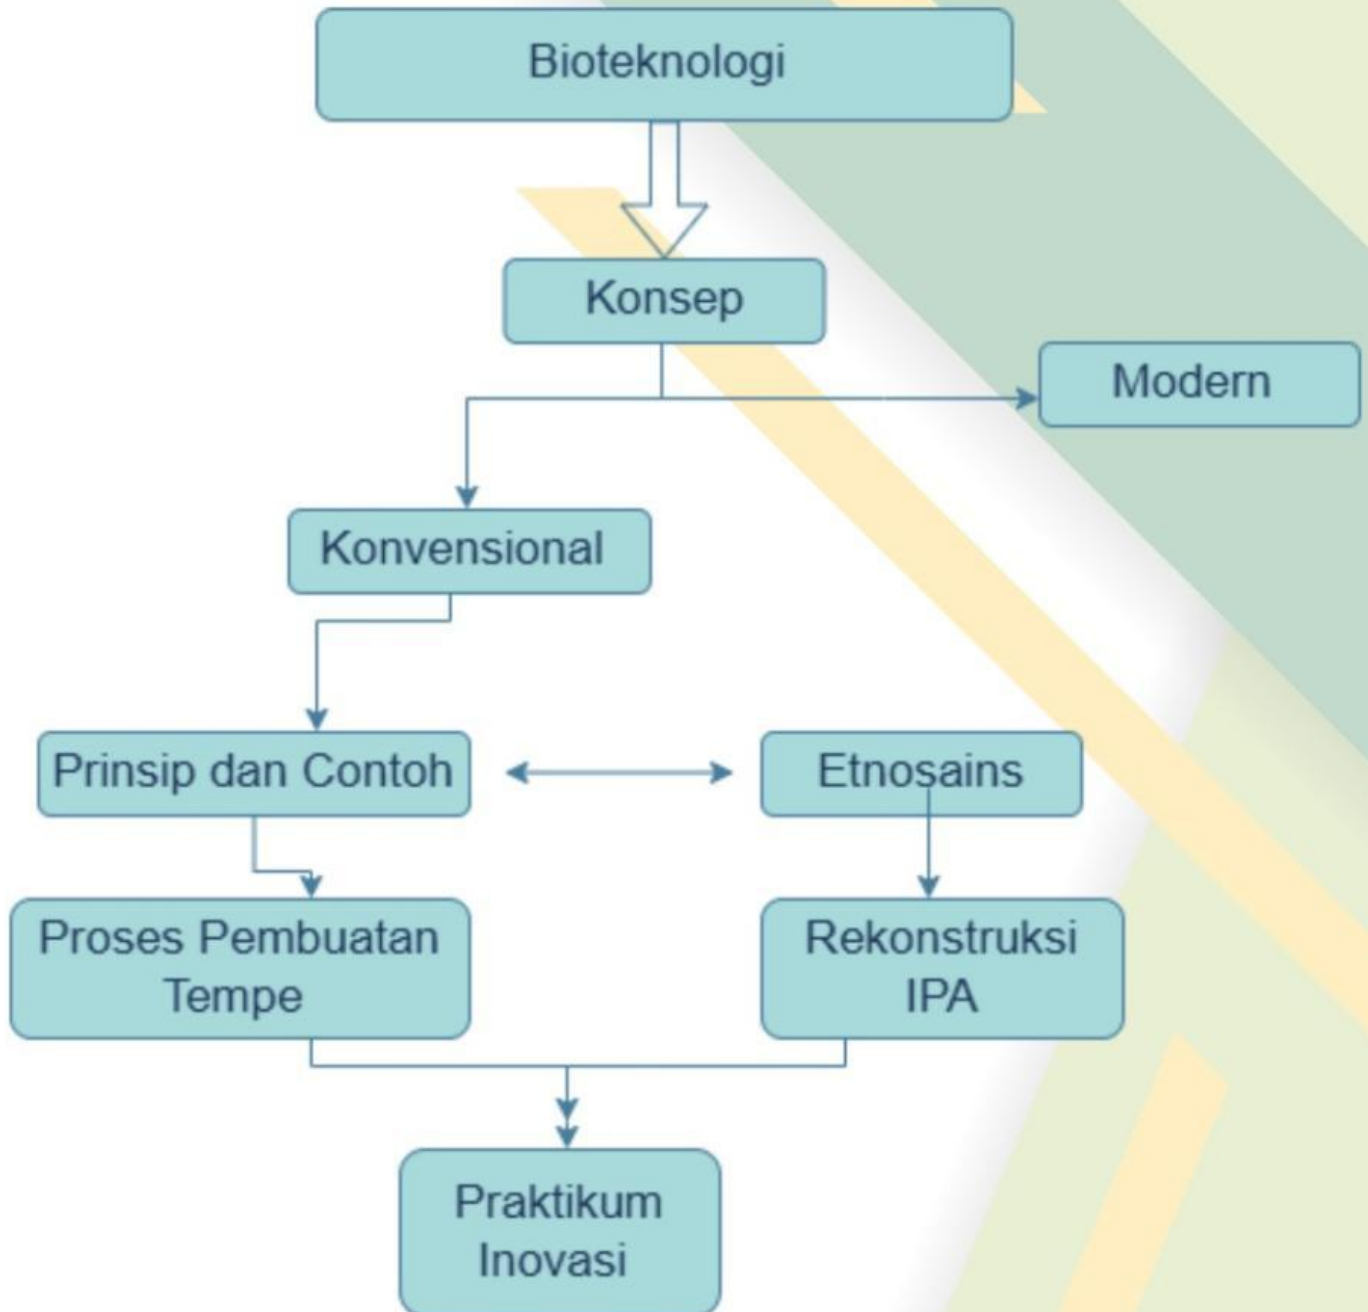 Bioteknologi
Konsep
Modern
Konvensional
Prinsip dan Contoh
Etnosains
Proses Pembuatan
Tempe
Rekonstruksi
IPA
Praktikum
Inovasi